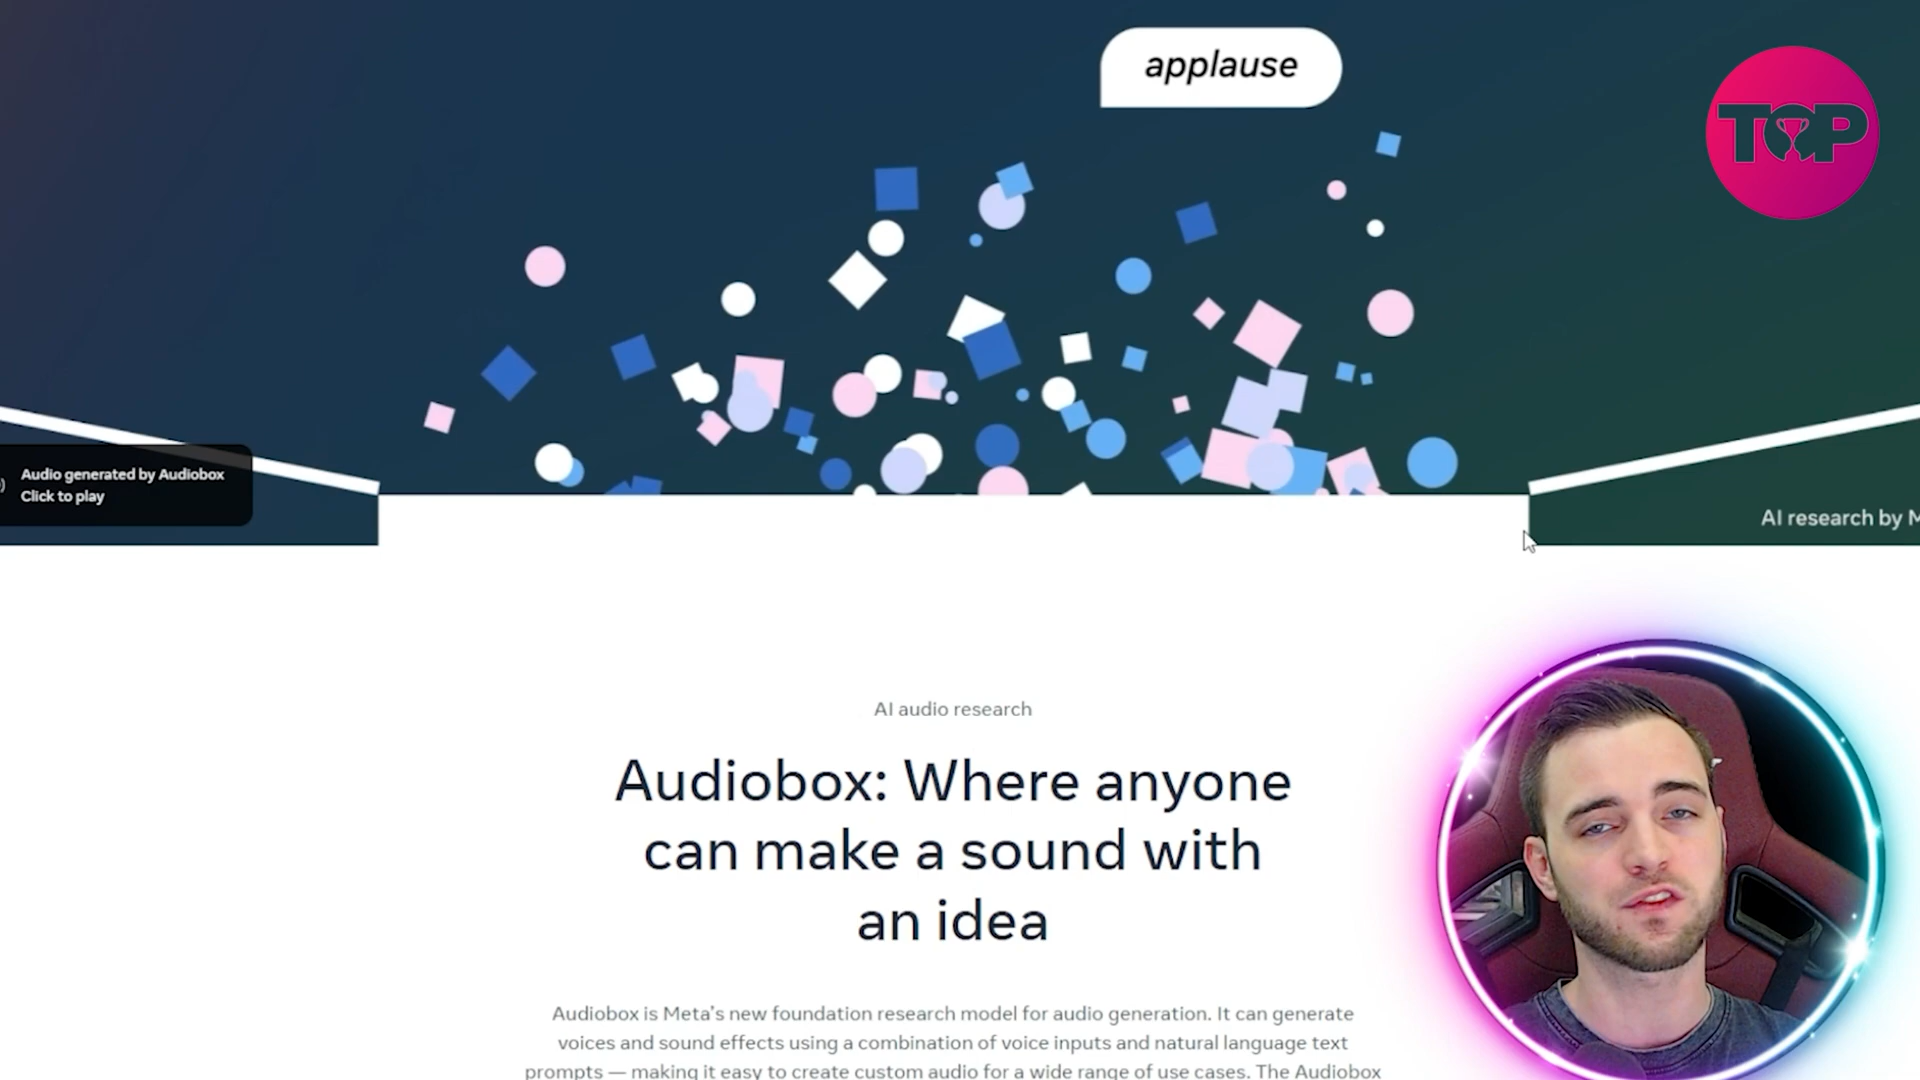 applause
TOP
Audio generated by Audiobox
Click to play
AI research by M
AI audio research
Audiobox: Where anyone
can make a sound with
an idea
Audiobox is Meta's new foundation research model for audio generation. It can generate
voices and sound effects using a combination of voice inputs and natural language text
prompts — making it easy to create custom audio for a wide range of use cases. The Audiobox